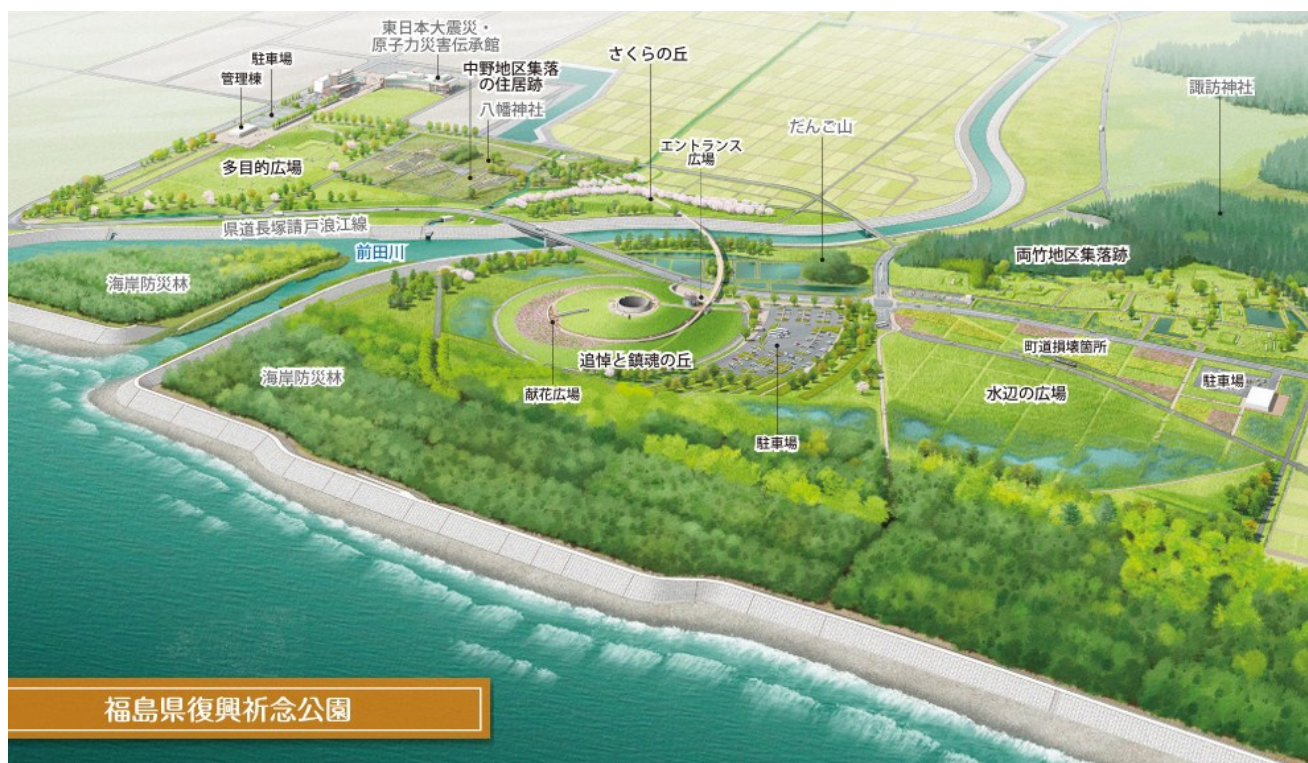 東日本大震災・
原子力災害伝承館
駐車場
管理棟
中野地区集落
の住居跡
八幡神社
さくらの丘
諏訪神社
だんご山
エントランス
広場
多目的広場
県道長塚請戸浪江線
前田川
両竹地区集落跡
海岸防災林
海岸防災林
追悼と鎮魂の丘
献花広場
駐車場
町道損壊箇所
駐車場
水辺の広場
福島県復興祈念公園